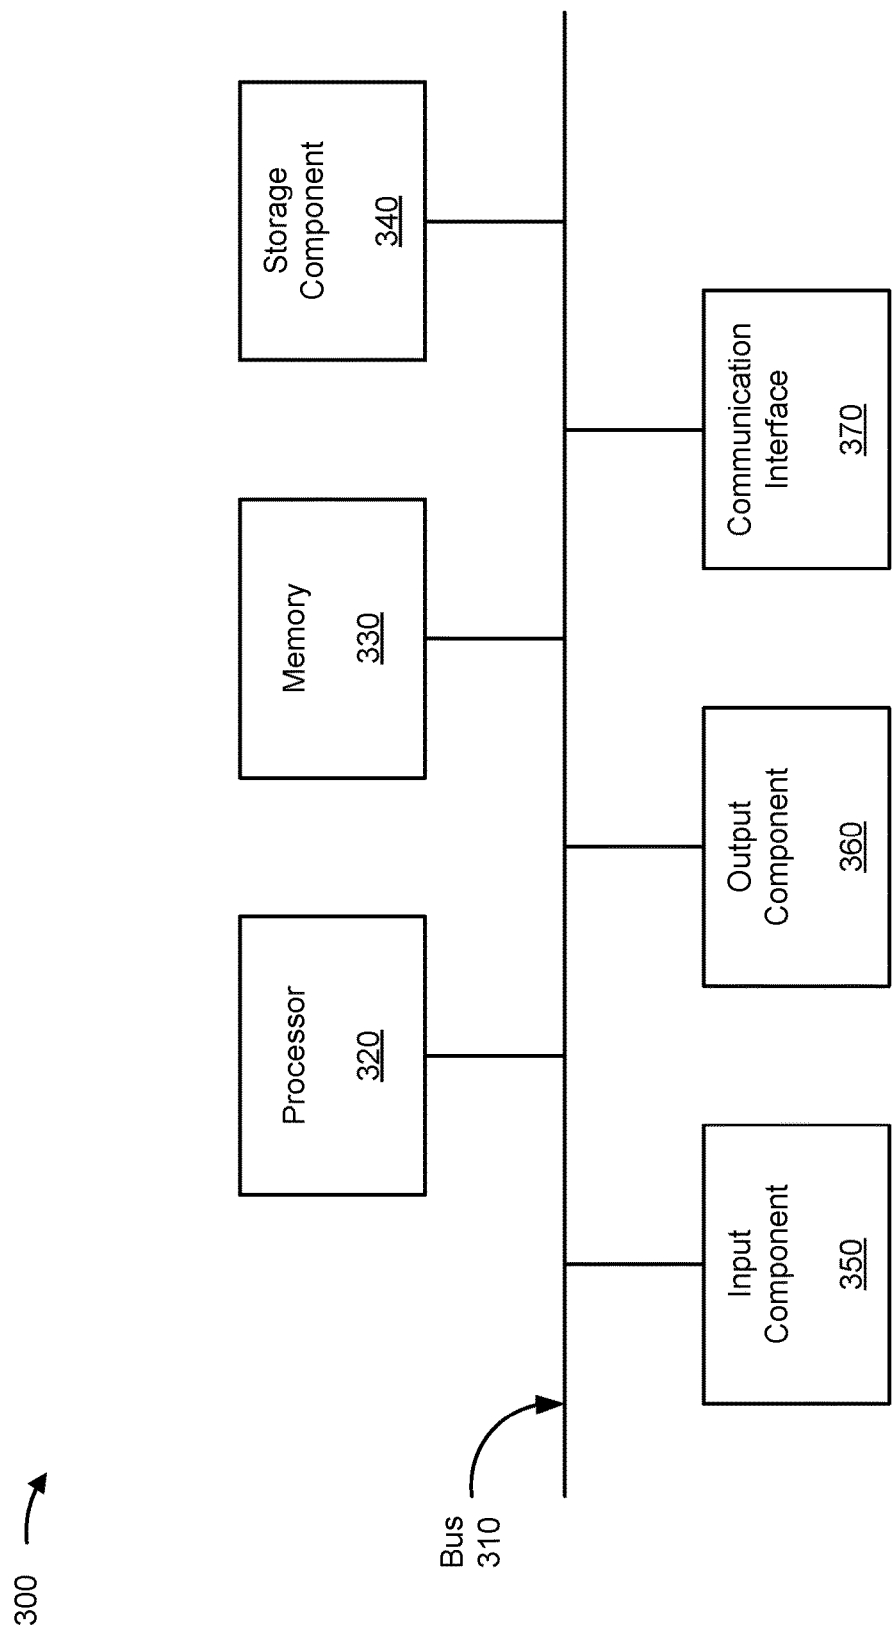 300
Processor
320
Memory
330
Storage
Component
340
Bus
310
Input
Component
350
Output
Component
360
Communication
Interface
370